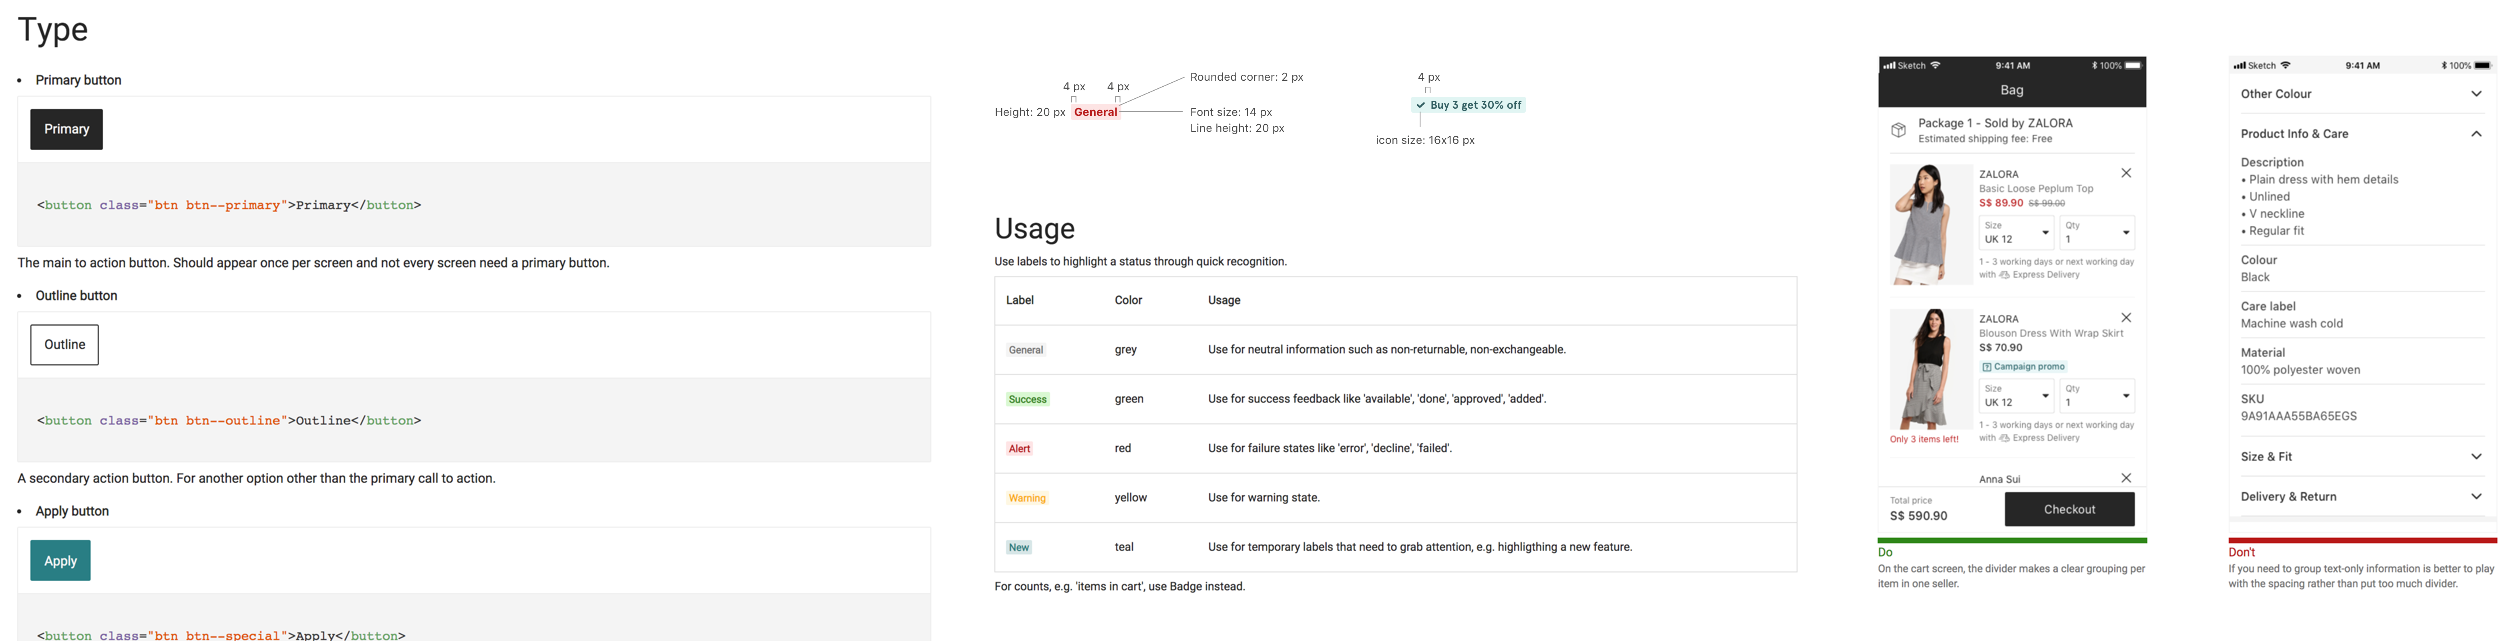 Type
• Primary button
Primary
<button class="btn btn--primary">Primary</button>
The main to action button. Should appear once per screen and not every screen need a primary button.
• Outline button
Outline
<button class="btn btn--outline">Outline</button>
A secondary action button. For another option other than the primary call to action.
• Apply button
Apply
<button class="btn btn--special">Apply</button>
Rounded corner: 2 px
4 px 4 px
Height: 20 px General
Font size: 14 px
Line height: 20 px
4 px
Buy 3 get 30% off
icon size: 16x16 px
Usage
Use labels to highlight a status through quick recognition.
Label Color Usage
General grey Use for neutral information such as non-returnable, non-exchangeable.
Success green Use for success feedback like 'available', 'done', 'approved', 'added'.
Alert red Use for failure states like 'error', 'decline', 'failed'.
Warning yellow Use for warning state.
New teal Use for temporary labels that need to grab attention, e.g. higligthing a new feature.
For counts, e.g. 'items in cart', use Badge instead.
Sketch 9:41 AM 100%
Bag
Package 1 - Sold by ZALORA
Estimated shipping fee: Free
ZALORA
Basic Loose Peplum Top
S$ 89.90 S$ 99.00
Size Qty
UK 12 1
1 - 3 working days or next working day
with Express Delivery
ZALORA
Blouson Dress With Wrap Skirt
S$ 70.90
? Campaign promo
Size Qty
UK 12 1
1 - 3 working days or next working day
Only 3 items left! with Express Delivery
Anna Sui
Total price
S$ 590.90
Checkout
Do
On the cart screen, the divider makes a clear grouping per
item in one seller.
Sketch 9:41 AM 100%
Other Colour
Product Info & Care
Description
• Plain dress with hem details
• Unlined
• V neckline
• Regular fit
Colour
Black
Care label
Machine wash cold
Material
100% polyester woven
SKU
9A91AAA55BA65EGS
Size & Fit
Delivery & Return
Don't
If you need to group text-only information is better to play
with the spacing rather than put too much divider.